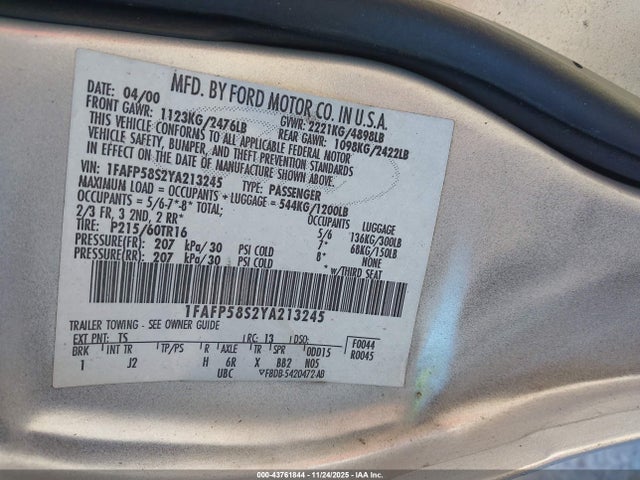 MFD. BY FORD MOTOR CO. IN U.S.A.
DATE: 04/00 GVWR: 2221KG/4898LB
FRONT GAWR: 1123KG/2476LB REAR GAWR: 1098KG/2422LB
THIS VEHICLE CONFORMS TO ALL APPLICABLE FEDERAL MOTOR
VEHICLE SAFETY, BUMPER, AND THEFT PREVENTION STANDARDS
IN EFFECT ON THE DATE OF MANUFACTURE SHOWN ABOVE.
VIN: 1FAFP58S2YA213245 TYPE: PASSENGER
MAXIMUM LOAD = OCCUPANTS + LUGGAGE = 544KG/1200LB
OCCUPANTS = 5/6-7*-8* TOTAL; OCCUPANTS LUGGAGE
2/3 FR, 3 2ND, 2 RR* 5/6 136KG/300LB
TIRE: P215/60TR16 7* 68KG/150LB
PRESSURE(FR): 207 kPa/30 PSI COLD 8* NONE
PRESSURE(RR): 207 kPa/30 PSI COLD * W/THIRD SEAT
1FAFP58S2YA213245
TRAILER TOWING - SEE OWNER GUIDE
EXT PNT: TS RC: 13 DSO: F0044
BRK INT TR TP/PS R AXLE TR SPR ODD15 R0045
1 J2 H 6R X BB2 N05
UBC F8DB-5420472-AB
000-43761844 - 11/24/2025 - IAAI.COM